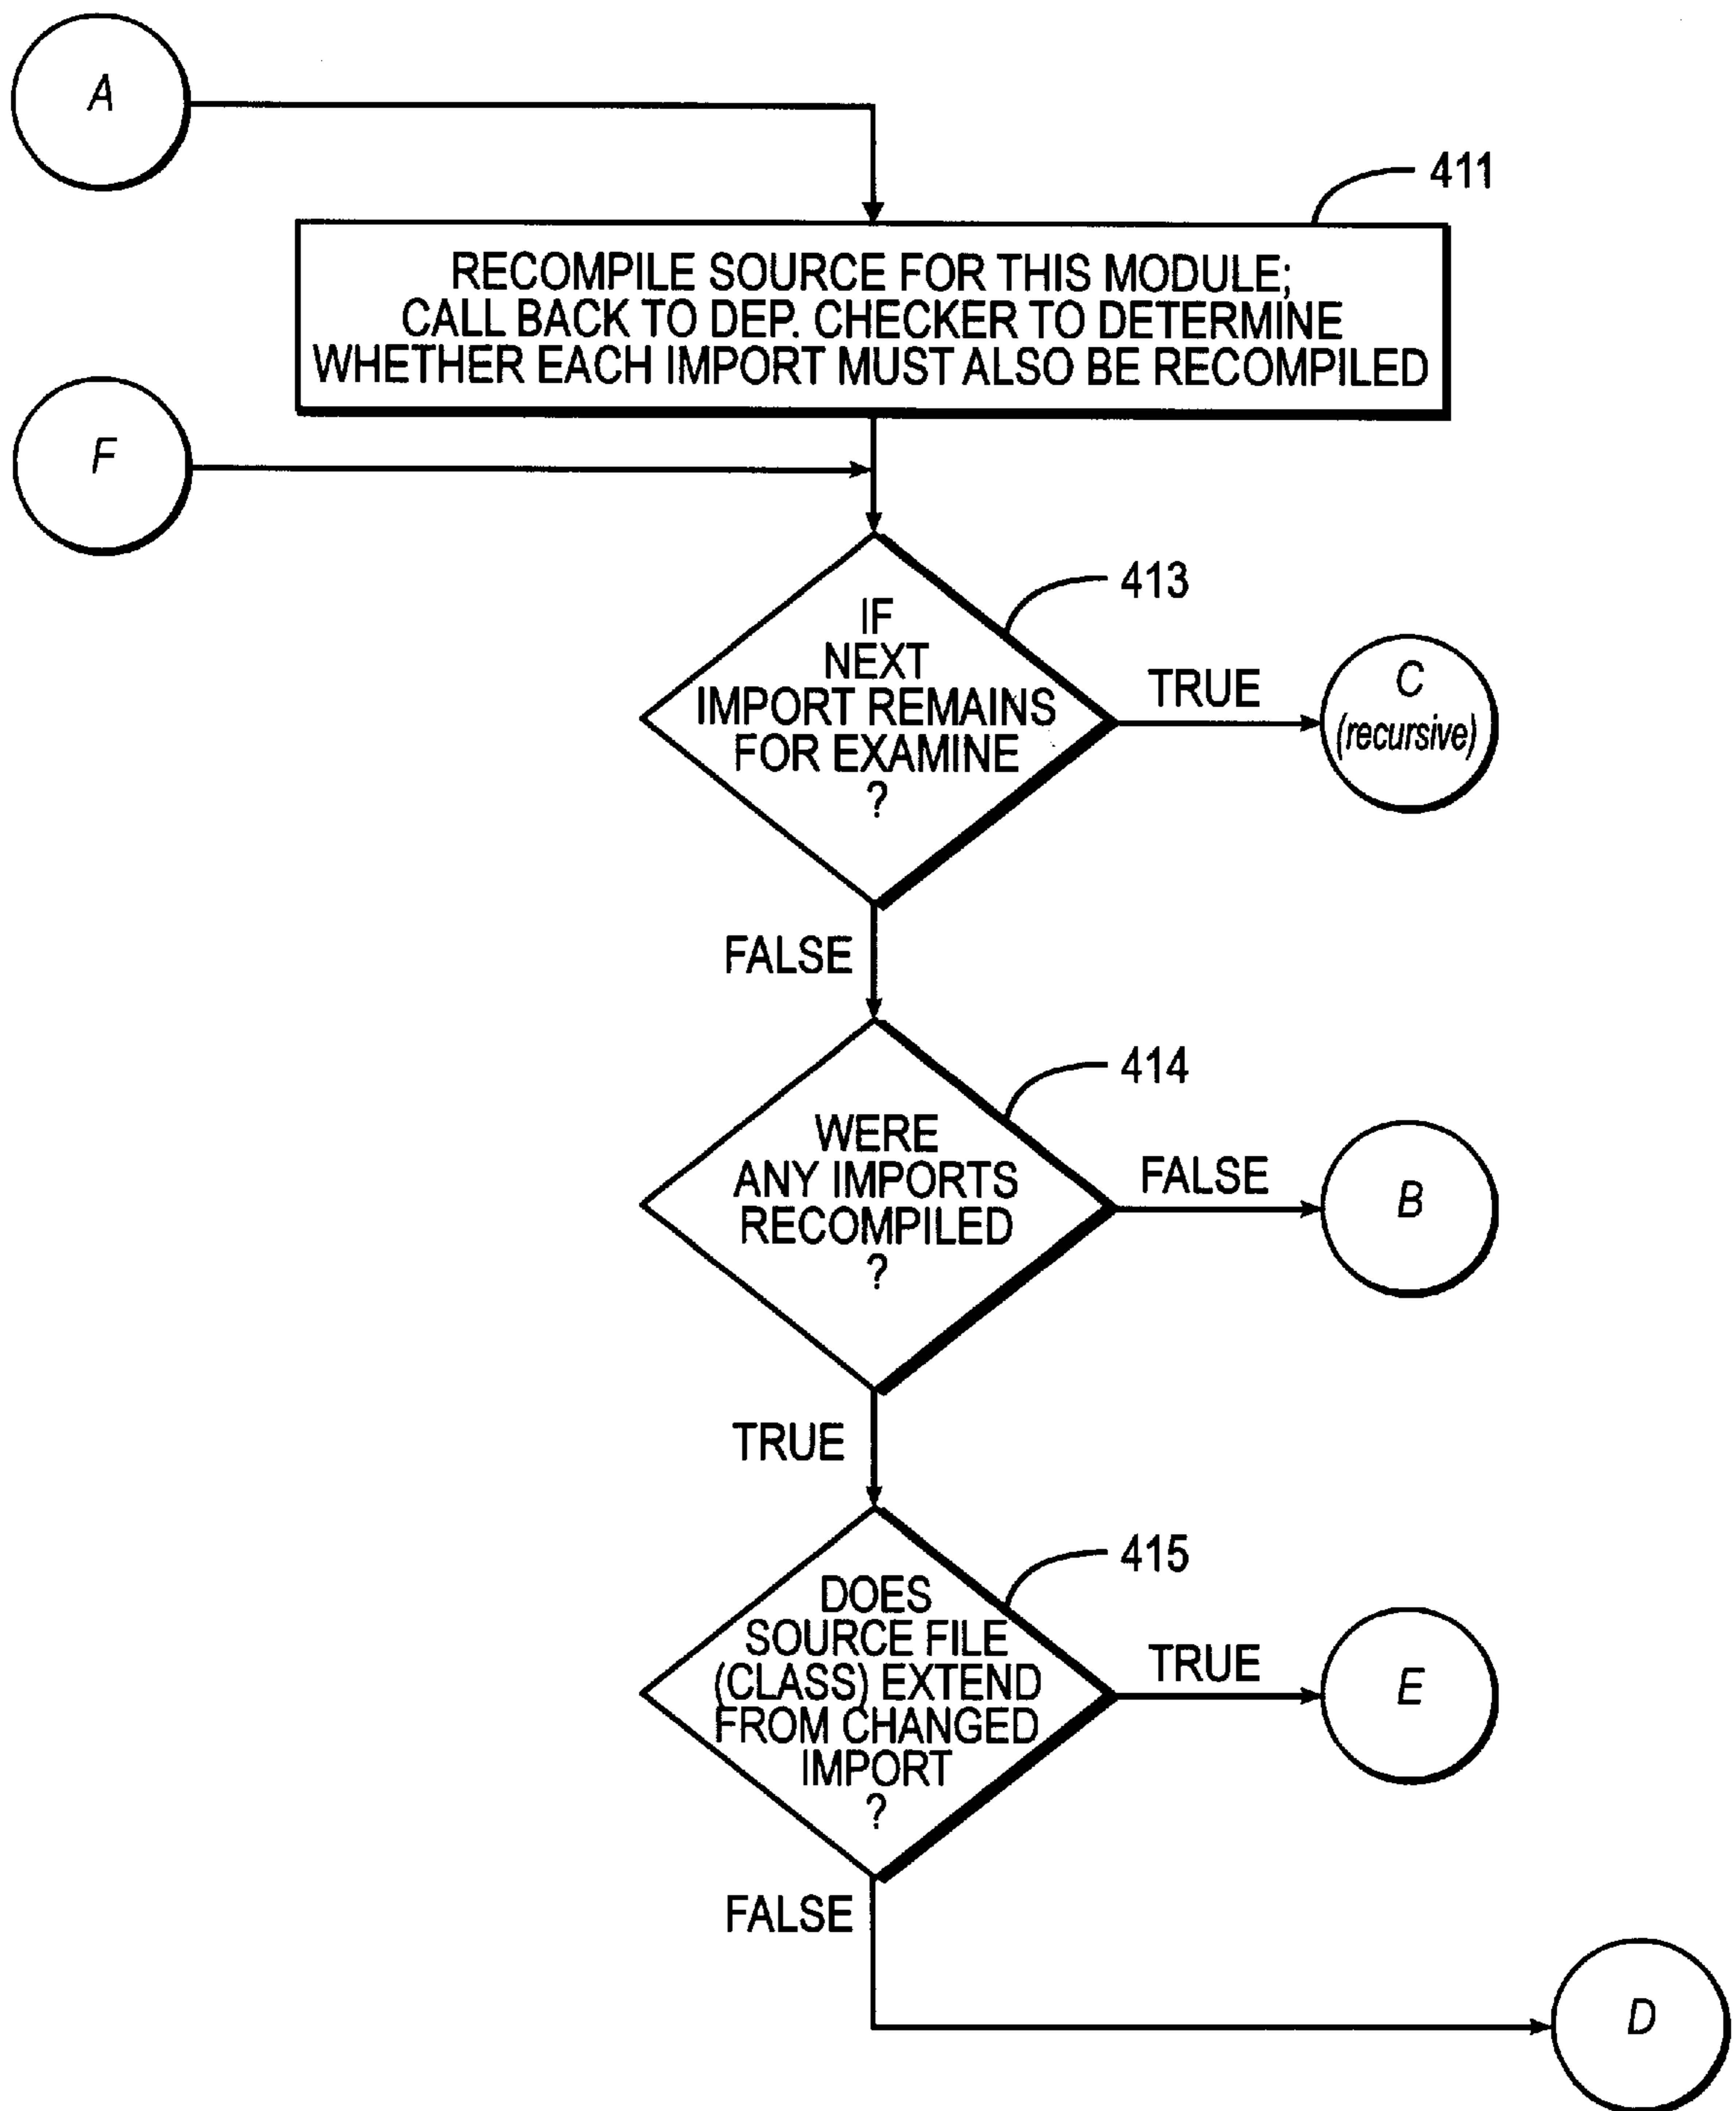 A
411
RECOMPILE SOURCE FOR THIS MODULE;
CALL BACK TO DEP. CHECKER TO DETERMINE
WHETHER EACH IMPORT MUST ALSO BE RECOMPILED
F
413
IF
NEXT
IMPORT REMAINS
FOR EXAMINE
?
TRUE
C
(recursive)
FALSE
414
WERE
ANY IMPORTS
RECOMPILED
?
FALSE
B
TRUE
415
DOES
SOURCE FILE
(CLASS) EXTEND
FROM CHANGED
IMPORT
?
TRUE
E
FALSE
D